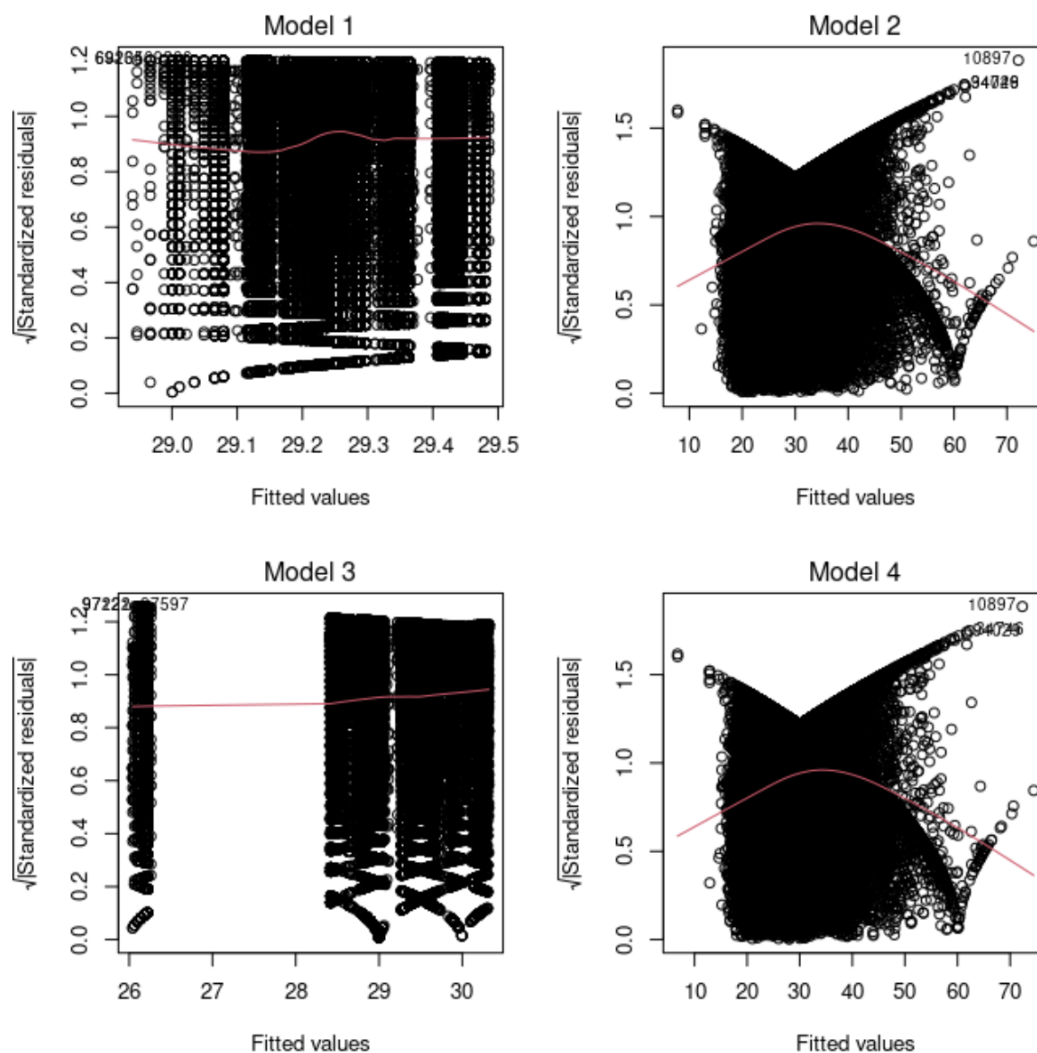 Model 1
√|Standardized residuals|
0.0 0.2 0.4 0.6 0.8 1.0 1.2
29.0 29.1 29.2 29.3 29.4 29.5
Fitted values
Model 2
10897
√|Standardized residuals|
0.0 0.5 1.0 1.5
10 20 30 40 50 60 70
Fitted values
Model 3
√|Standardized residuals|
0.0 0.2 0.4 0.6 0.8 1.0 1.2
26 27 28 29 30
Fitted values
Model 4
10897
√|Standardized residuals|
0.0 0.5 1.0 1.5
10 20 30 40 50 60 70
Fitted values